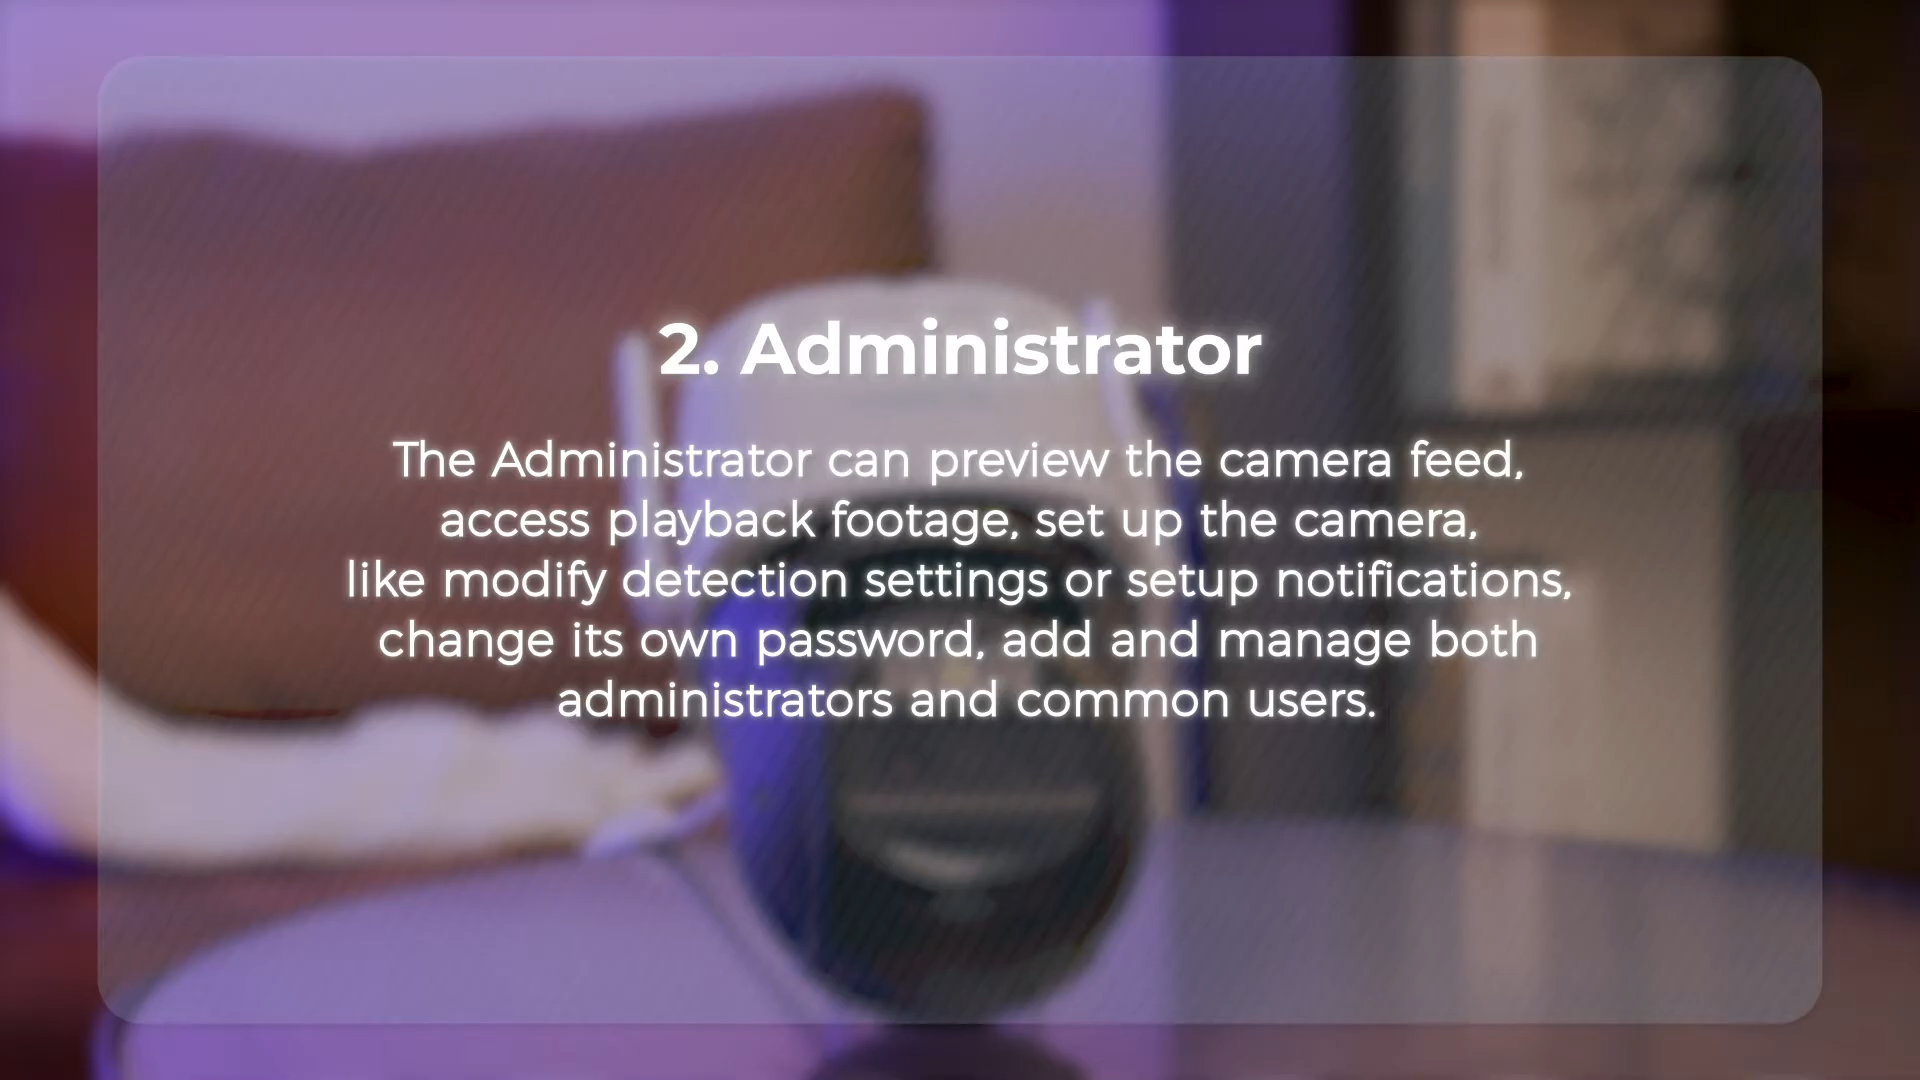 2. Administrator
The Administrator can preview the camera feed,
access playback footage, set up the camera,
like modify detection settings or setup notifications,
change its own password, add and manage both
administrators and common users.